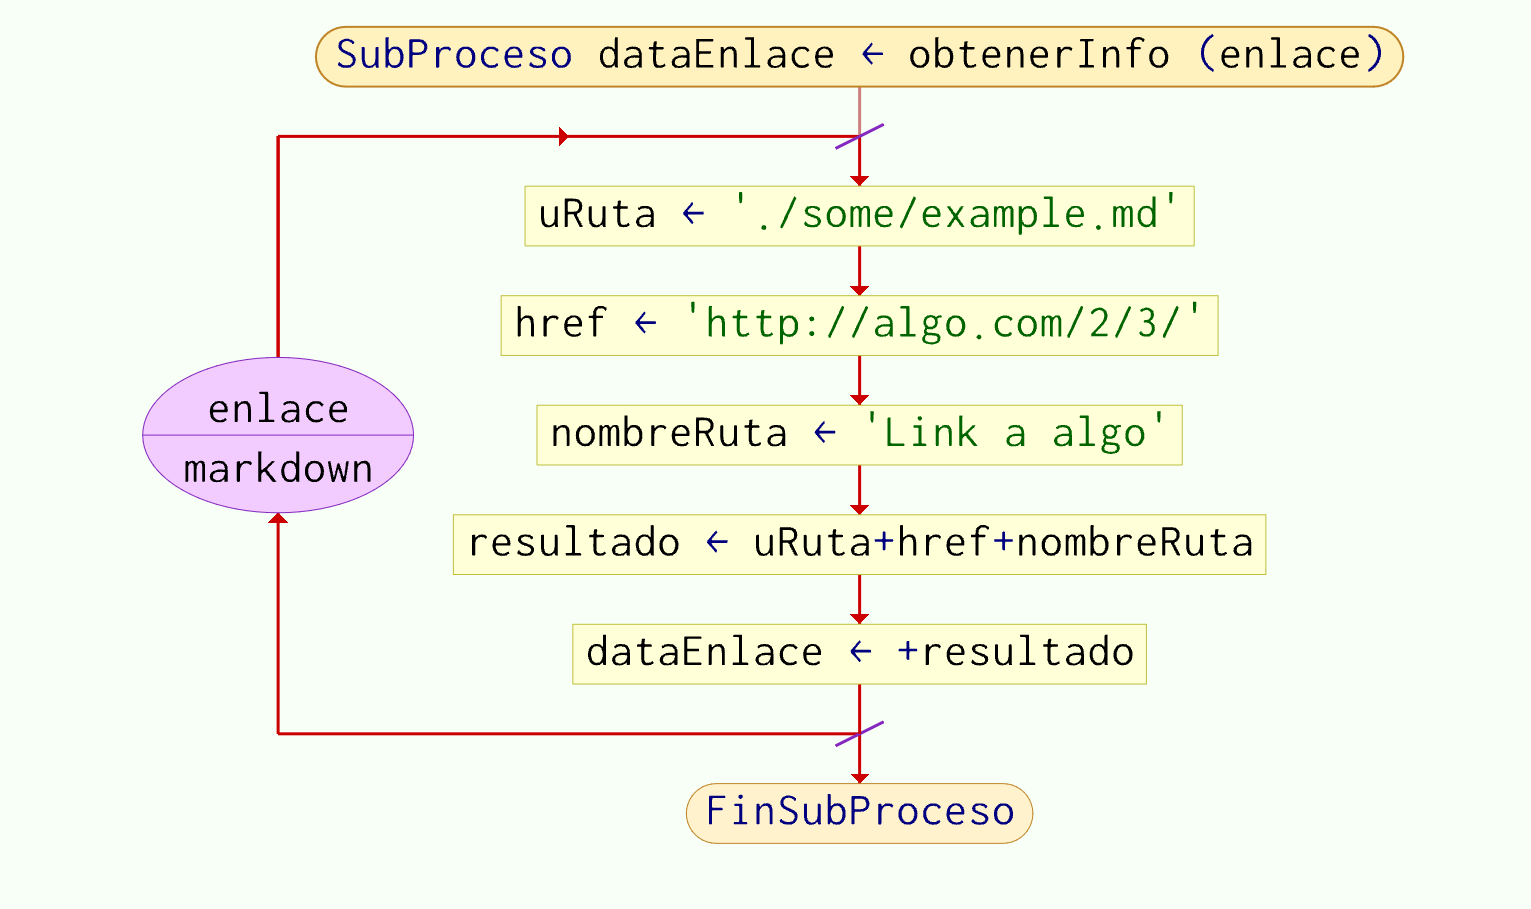 SubProceso dataEnlace ← obtenerInfo (enlace)
uRuta ← './some/example.md'
href ← 'http://algo.com/2/3/'
enlace
markdown
nombreRuta ← 'Link a algo'
resultado ← uRuta+href+nombreRuta
dataEnlace ← +resultado
FinSubProceso